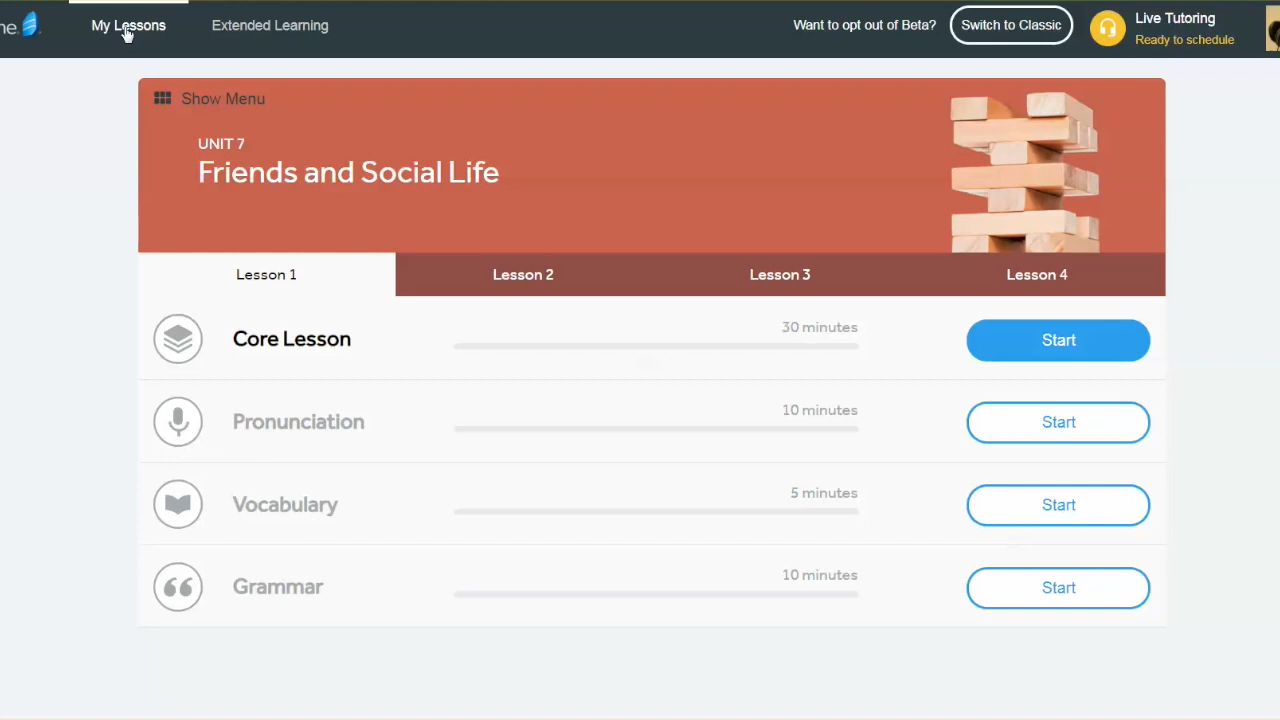 ne
My Lessons
Extended Learning
Want to opt out of Beta?
Switch to Classic
Live Tutoring
Ready to schedule
Show Menu
UNIT 7
Friends and Social Life
Lesson 1
Lesson 2
Lesson 3
Lesson 4
Core Lesson
30 minutes
Start
Pronunciation
10 minutes
Start
Vocabulary
5 minutes
Start
Grammar
10 minutes
Start